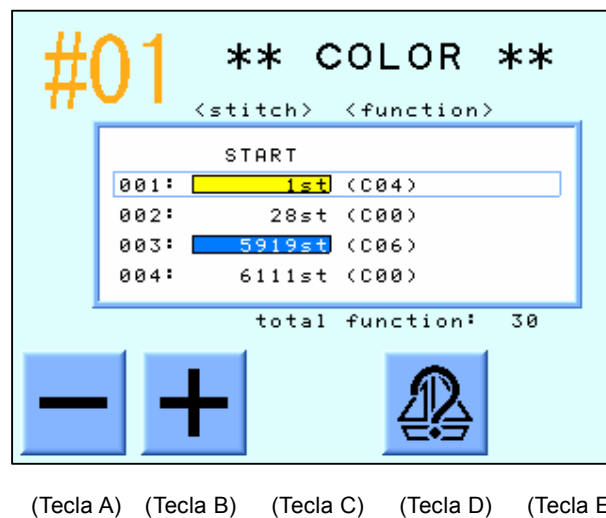 #01 ** COLOR **
<stitch> <function>
START
001: 1st (C04)
002: 28st (C00)
003: 5919st (C06)
004: 6111st (C00)
total function: 30
(Tecla A) (Tecla B) (Tecla C) (Tecla D) (Tecla E